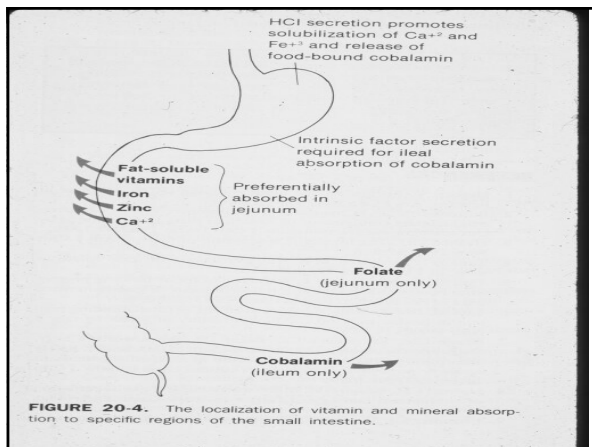 HCl secretion promotes
solubilization of Ca+2 and
Fe+3 and release of
food-bound cobalamin
Intrinsic factor secretion
required for ileal
absorption of cobalamin
Fat-soluble
vitamins
Iron
Zinc
Ca+2
Preferentially
absorbed in
jejunum
Folate
(jejunum only)
Cobalamin
(ileum only)
FIGURE 20-4. The localization of vitamin and mineral absorp-
tion to specific regions of the small intestine.